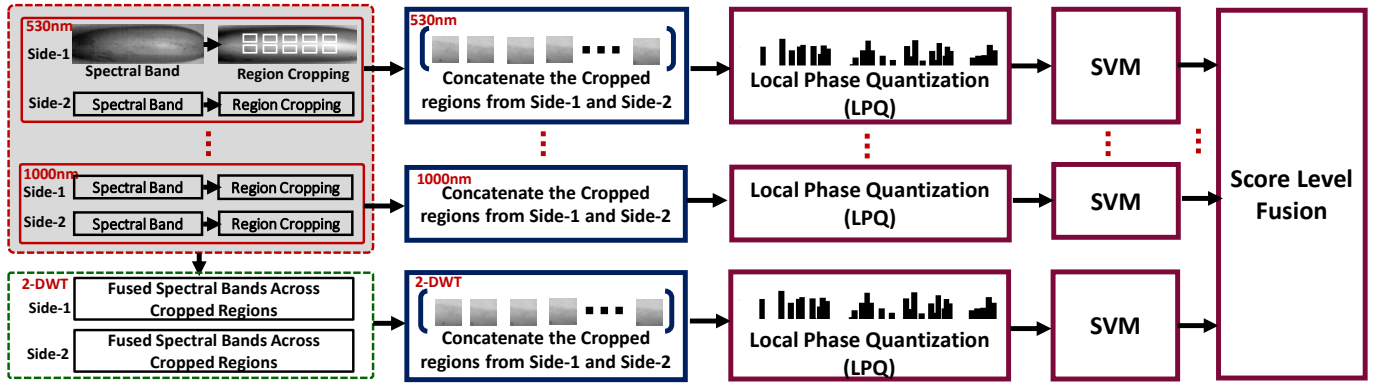 530nm
Side-1
Spectral Band
Region Cropping
Side-2
Spectral Band
Region Cropping
1000nm
Side-1
Spectral Band
Region Cropping
Side-2
Spectral Band
Region Cropping
2-DWT
Side-1
Fused Spectral Bands Across
Cropped Regions
Side-2
Fused Spectral Bands Across
Cropped Regions
530nm
Concatenate the Cropped
regions from Side-1 and Side-2
1000nm
Concatenate the Cropped
regions from Side-1 and Side-2
2-DWT
Concatenate the Cropped
regions from Side-1 and Side-2
Local Phase Quantization
(LPQ)
Local Phase Quantization
(LPQ)
Local Phase Quantization
(LPQ)
SVM
SVM
SVM
Score Level
Fusion